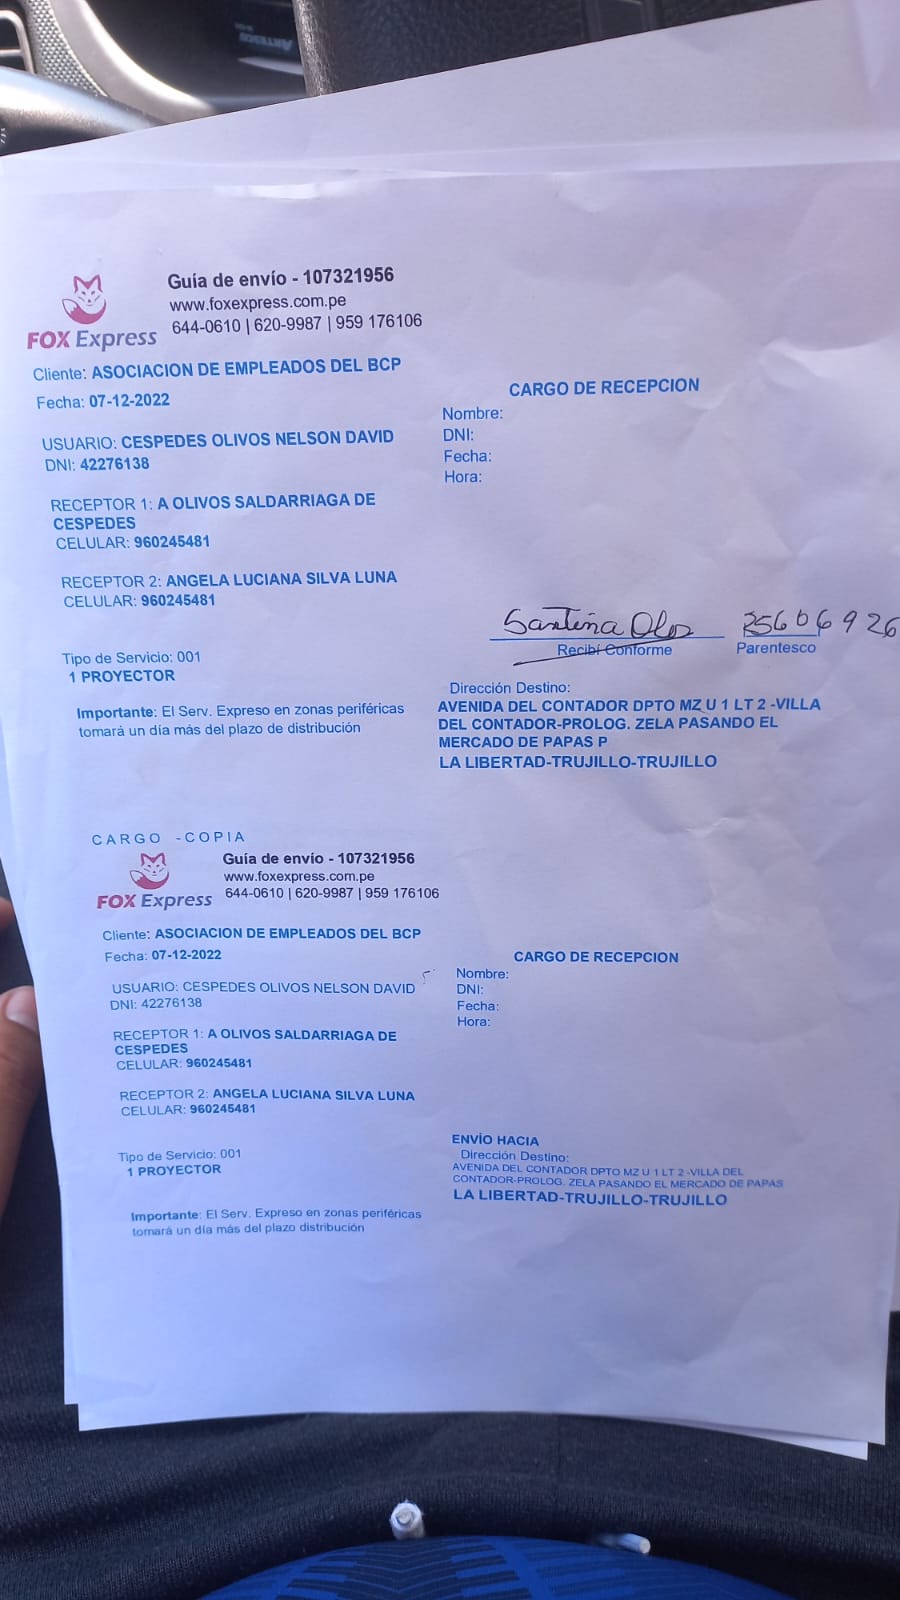 Guía de envío - 107321956
www.foxexpress.com.pe
644-0610 | 620-9987 | 959 176106
FOX Express
Cliente: ASOCIACION DE EMPLEADOS DEL BCP
Fecha: 07-12-2022
USUARIO: CESPEDES OLIVOS NELSON DAVID
DNI: 42276138
RECEPTOR 1: A OLIVOS SALDARRIAGA DE
CESPEDES
CELULAR: 960245481
RECEPTOR 2: ANGELA LUCIANA SILVA LUNA
CELULAR: 960245481
Tipo de Servicio: 001
1 PROYECTOR
Importante: El Serv. Expreso en zonas periféricas
tomará un día más del plazo de distribución
CARGO DE RECEPCION
Nombre:
DNI:
Fecha:
Hora:
Recibí Conforme
Parentesco
Dirección Destino:
AVENIDA DEL CONTADOR DPTO MZ U 1 LT 2 -VILLA
DEL CONTADOR-PROLOG. ZELA PASANDO EL
MERCADO DE PAPAS P
LA LIBERTAD-TRUJILLO-TRUJILLO
CARGO -COPIA
Guía de envío - 107321956
www.foxexpress.com.pe
644-0610 | 620-9987 | 959 176106
FOX Express
Cliente: ASOCIACION DE EMPLEADOS DEL BCP
Fecha: 07-12-2022
USUARIO: CESPEDES OLIVOS NELSON DAVID
DNI: 42276138
RECEPTOR 1: A OLIVOS SALDARRIAGA DE
CESPEDES
CELULAR: 960245481
RECEPTOR 2: ANGELA LUCIANA SILVA LUNA
CELULAR: 960245481
Tipo de Servicio: 001
1 PROYECTOR
Importante: El Serv. Expreso en zonas periféricas
tomará un día más del plazo distribución
CARGO DE RECEPCION
Nombre:
DNI:
Fecha:
Hora:
ENVÍO HACIA
Dirección Destino:
AVENIDA DEL CONTADOR DPTO MZ U 1 LT 2 -VILLA DEL
CONTADOR-PROLOG. ZELA PASANDO EL MERCADO DE PAPAS
LA LIBERTAD-TRUJILLO-TRUJILLO